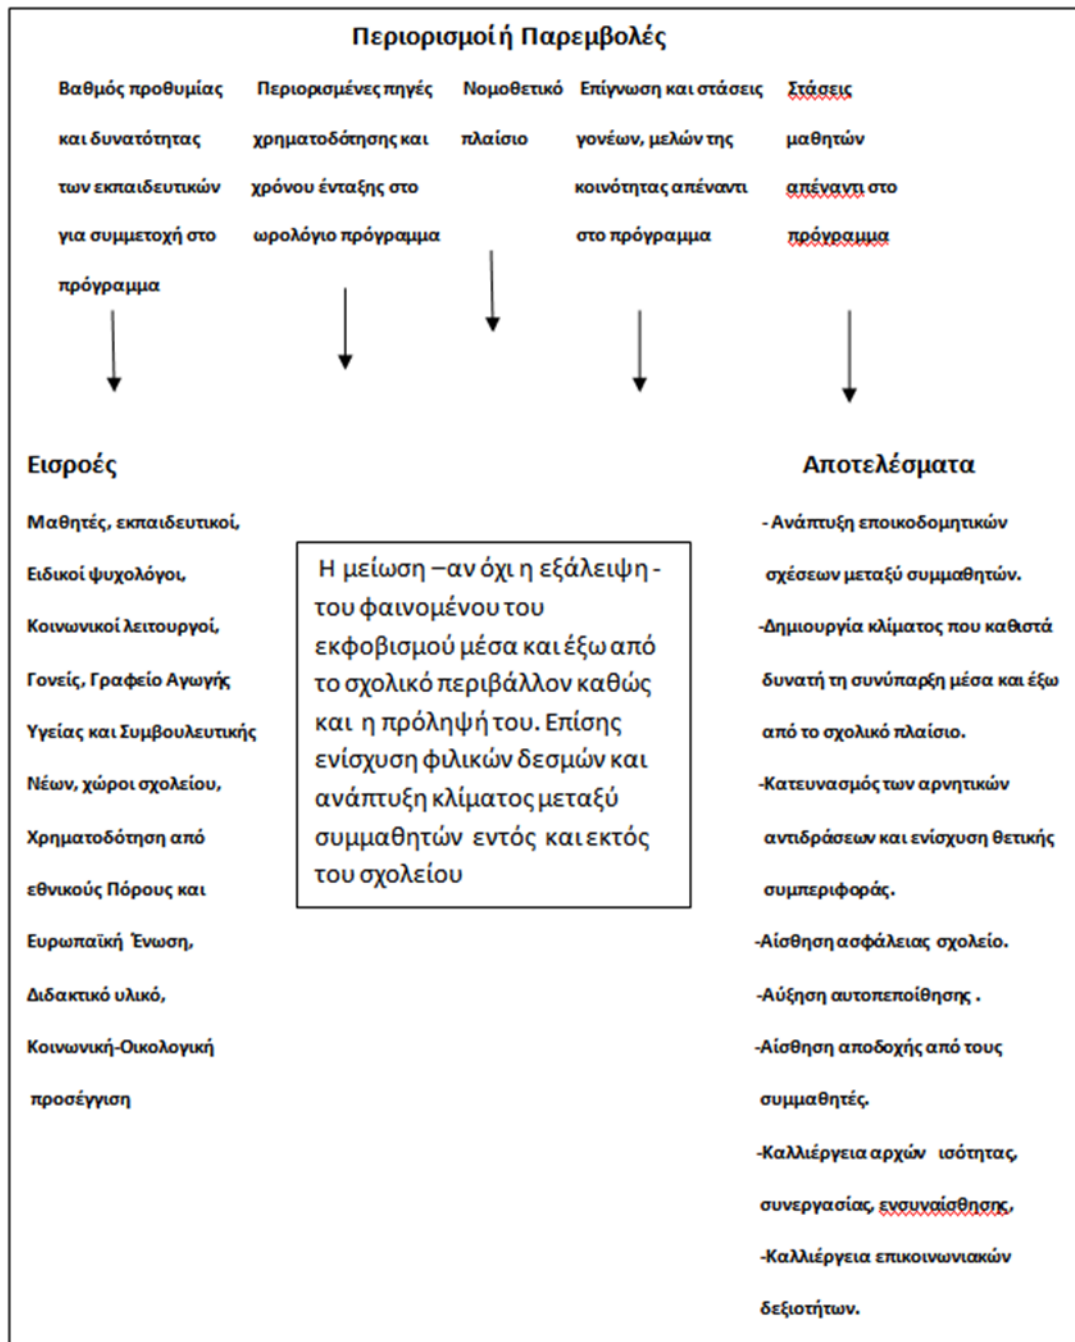 Περιορισμοί ή Παρεμβολές
Βαθμός προθυμίας
και δυνατότητας
των εκπαιδευτικών
για συμμετοχή στο
πρόγραμμα
Περιορισμένες πηγές
χρηματοδότησης και
χρόνου ένταξης στο
ωρολόγιο πρόγραμμα
Νομοθετικό
πλαίσιο
Επίγνωση και στάσεις
γονέων, μελών της
κοινότητας απέναντι
στο πρόγραμμα
Στάσεις
μαθητών
απέναντι στο
πρόγραμμα
Εισροές
Μαθητές, εκπαιδευτικοί,
Ειδικοί ψυχολόγοι,
Κοινωνικοί λειτουργοί,
Γονείς, Γραφείο Αγωγής
Υγείας και Συμβουλευτικής
Νέων, χώροι σχολείου,
Χρηματοδότηση από
εθνικούς Πόρους και
Ευρωπαϊκή Ένωση,
Διδακτικό υλικό,
Κοινωνική-Οικολογική
προσέγγιση
Η μείωση –αν όχι η εξάλειψη -
του φαινομένου του
εκφοβισμού μέσα και έξω από
το σχολικό περιβάλλον καθώς
και η πρόληψή του. Επίσης
ενίσχυση φιλικών δεσμών και
ανάπτυξη κλίματος μεταξύ
συμμαθητών εντός και εκτός
του σχολείου
Αποτελέσματα
- Ανάπτυξη εποικοδομητικών
σχέσεων μεταξύ συμμαθητών.
-Δημιουργία κλίματος που καθιστά
δυνατή τη συνύπαρξη μέσα και έξω
από το σχολικό πλαίσιο.
-Κατευνασμός των αρνητικών
αντιδράσεων και ενίσχυση θετικής
συμπεριφοράς.
-Αίσθηση ασφάλειας σχολείο.
-Αύξηση αυτοπεποίθησης .
-Αίσθηση αποδοχής από τους
συμμαθητές.
-Καλλιέργεια αρχών ισότητας,
συνεργασίας, ενσυναίσθησης,
-Καλλιέργεια επικοινωνιακών
δεξιοτήτων.